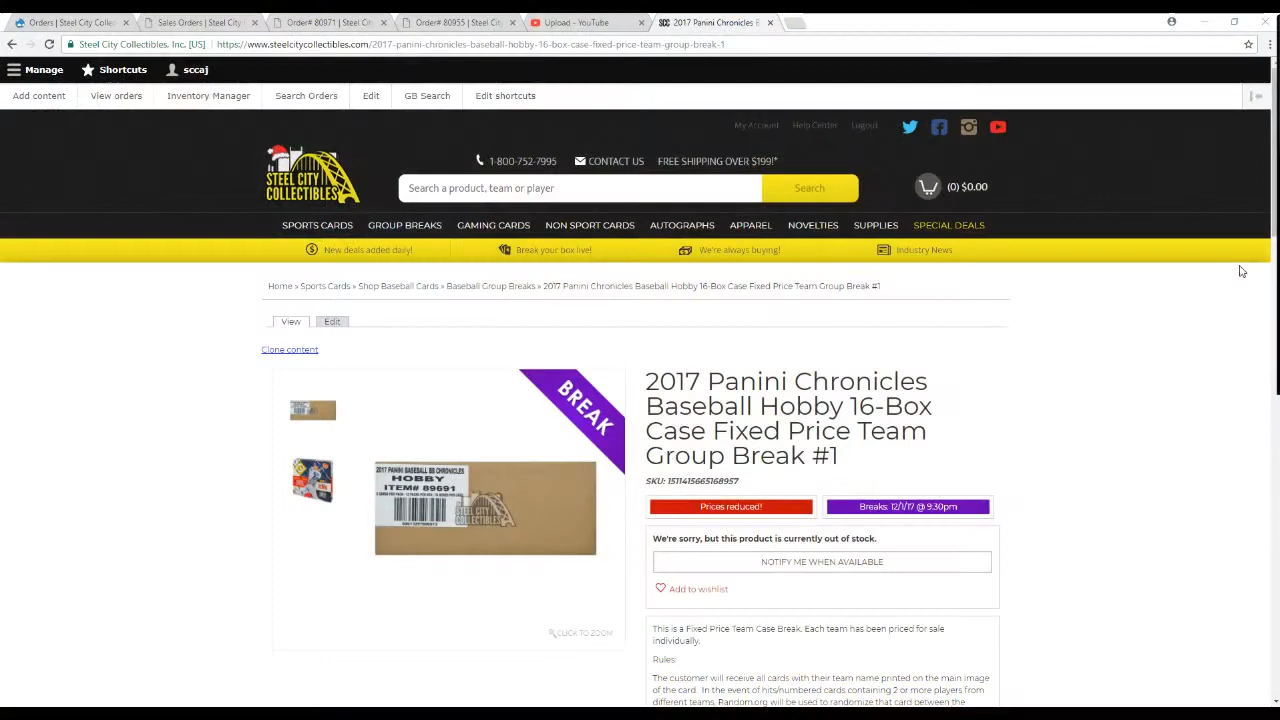 Orders | Steel City Colle
Sales Orders | Steel City
Order# 80971 | Steel C
Order# 80955 | Steel City
Upload - YouTube
2017 Panini Chronicles B
Steel City Collectibles. Inc. [US]
https://www.steelcitycollectibles.com/2017-panini-chronicles-baseball-hobby-16-box-case-fixed-price-team-group-break-1
Manage
Shortcuts
sccaj
Add content
View orders
Inventory Manager
Search Orders
Edit
GB Search
Edit shortcuts
My Account
Help Center
Logout
1-800-752-7995
CONTACT US
FREE SHIPPING OVER $199!*
STEEL CITY
COLLECTIBLES
Search a product, team or player
Search
(0) $0.00
SPORTS CARDS
GROUP BREAKS
GAMING CARDS
NON SPORT CARDS
AUTOGRAPHS
APPAREL
NOVELTIES
SUPPLIES
SPECIAL DEALS
New deals added daily!
Break your box live!
We're always buying!
Industry News
Home » Sports Cards » Shop Baseball Cards » Baseball Group Breaks » 2017 Panini Chronicles Baseball Hobby 16-Box Case Fixed Price Team Group Break #1
View
Edit
Clone content
BREAK
2017 PANINI BASEBALL BB CHRONICLES
HOBBY
ITEM# 89691
CLICK TO ZOOM
2017 Panini Chronicles
Baseball Hobby 16-Box
Case Fixed Price Team
Group Break #1
SKU: 1511415665168957
Prices reduced!
Breaks: 12/1/17 @ 9:30pm
We're sorry, but this product is currently out of stock.
NOTIFY ME WHEN AVAILABLE
Add to wishlist
This is a Fixed Price Team Case Break. Each team has been priced for sale
individually.
Rules:
The customer will receive all cards with their team name printed on the main image
of the card. In the event of hits/numbered cards containing 2 or more players from
different teams, Random.org will be used to randomize that card between the